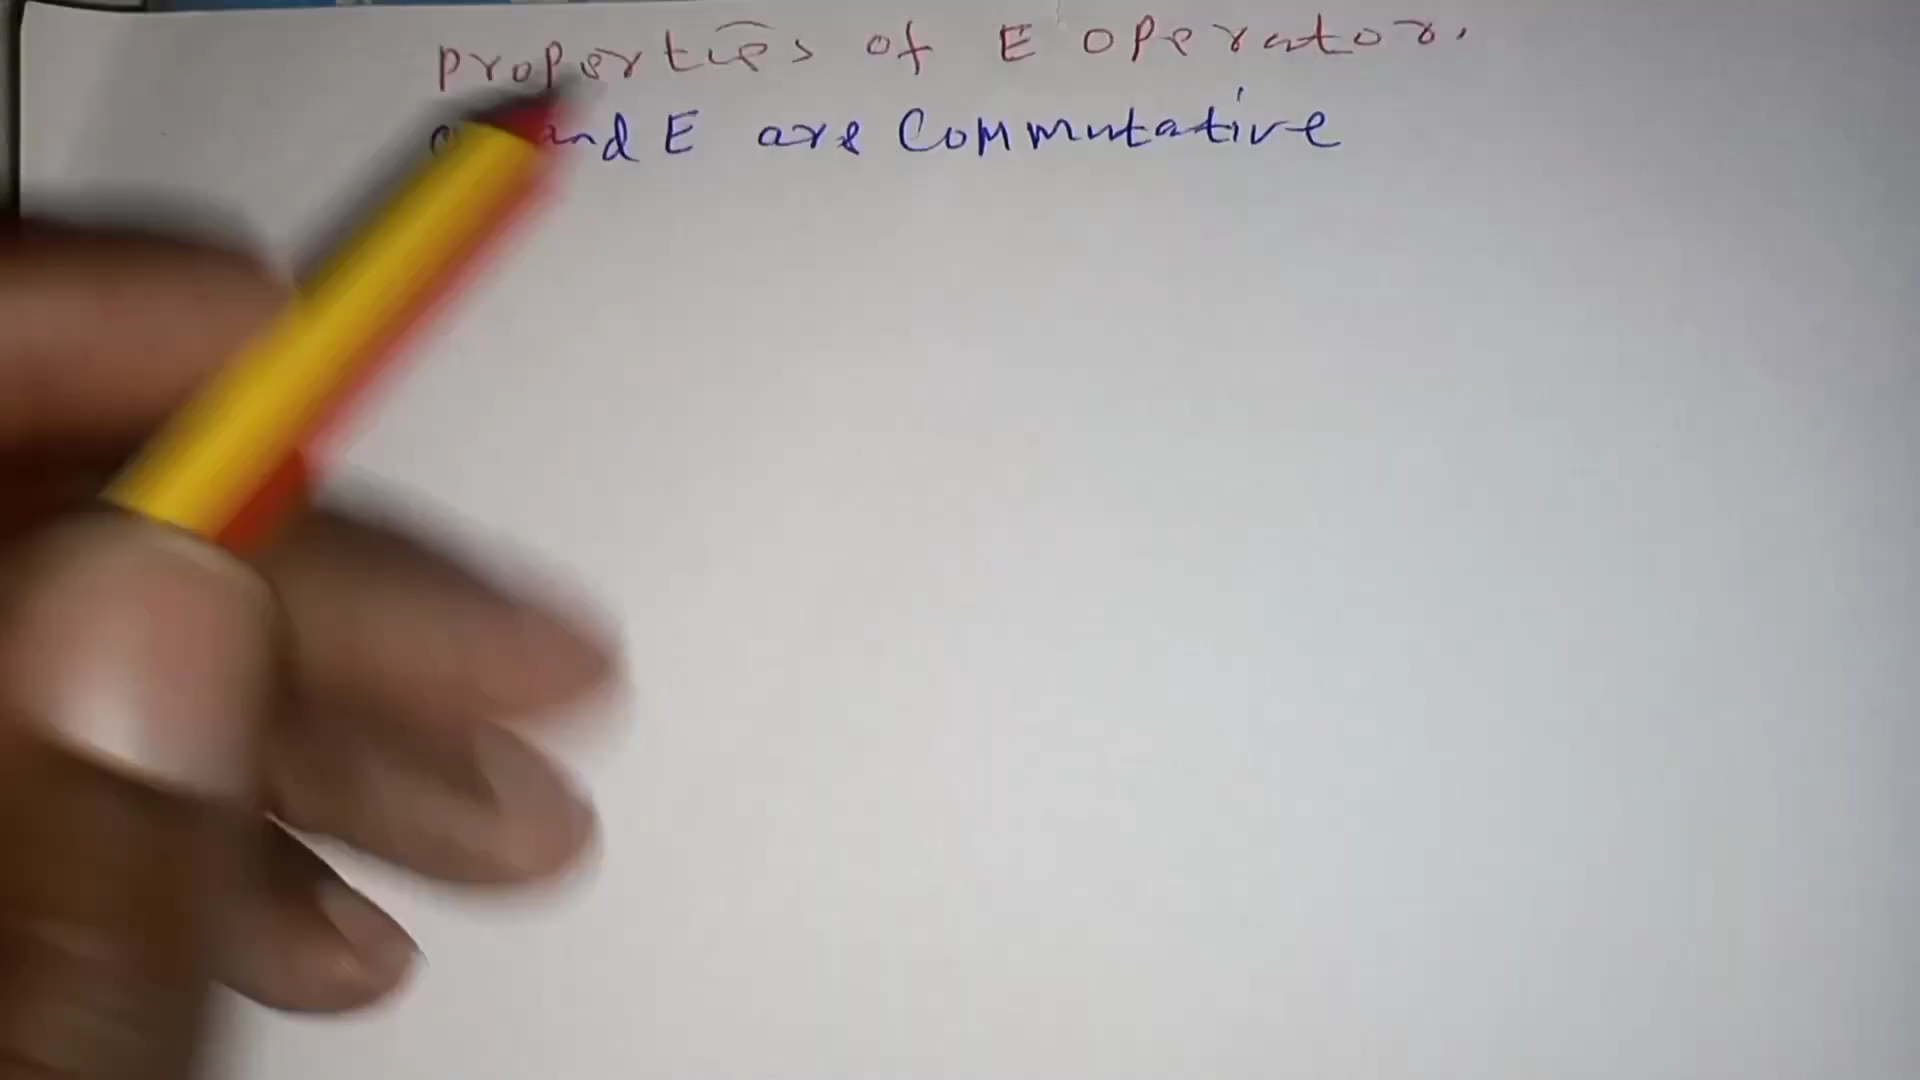 Properties of E operator.
and E are Commutative